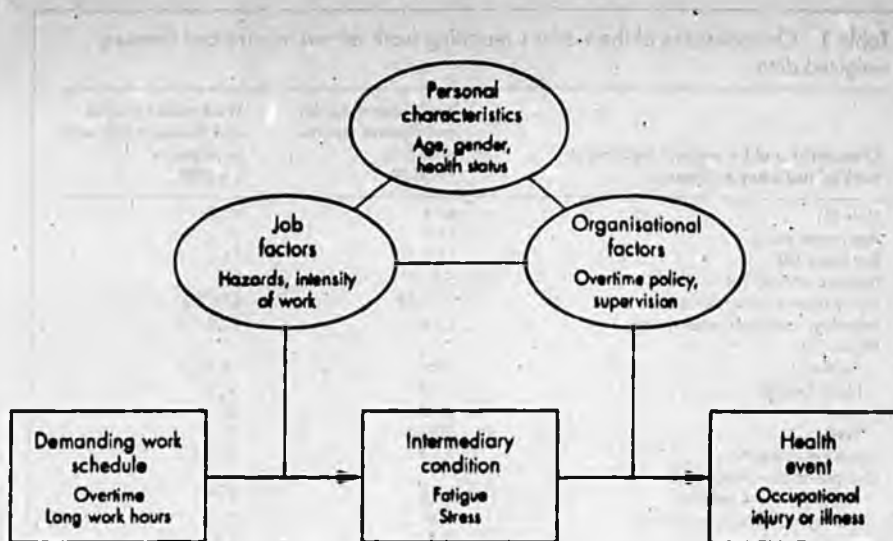 Personal
characteristics
Age, gender,
health status
Job
factors
Hazards, intensity
of work
Organisational
factors
Overtime policy,
supervision
Demanding work
schedule
Overtime
Long work hours
Intermediary
condition
Fatigue
Stress
Health
event
Occupational
injury or illness